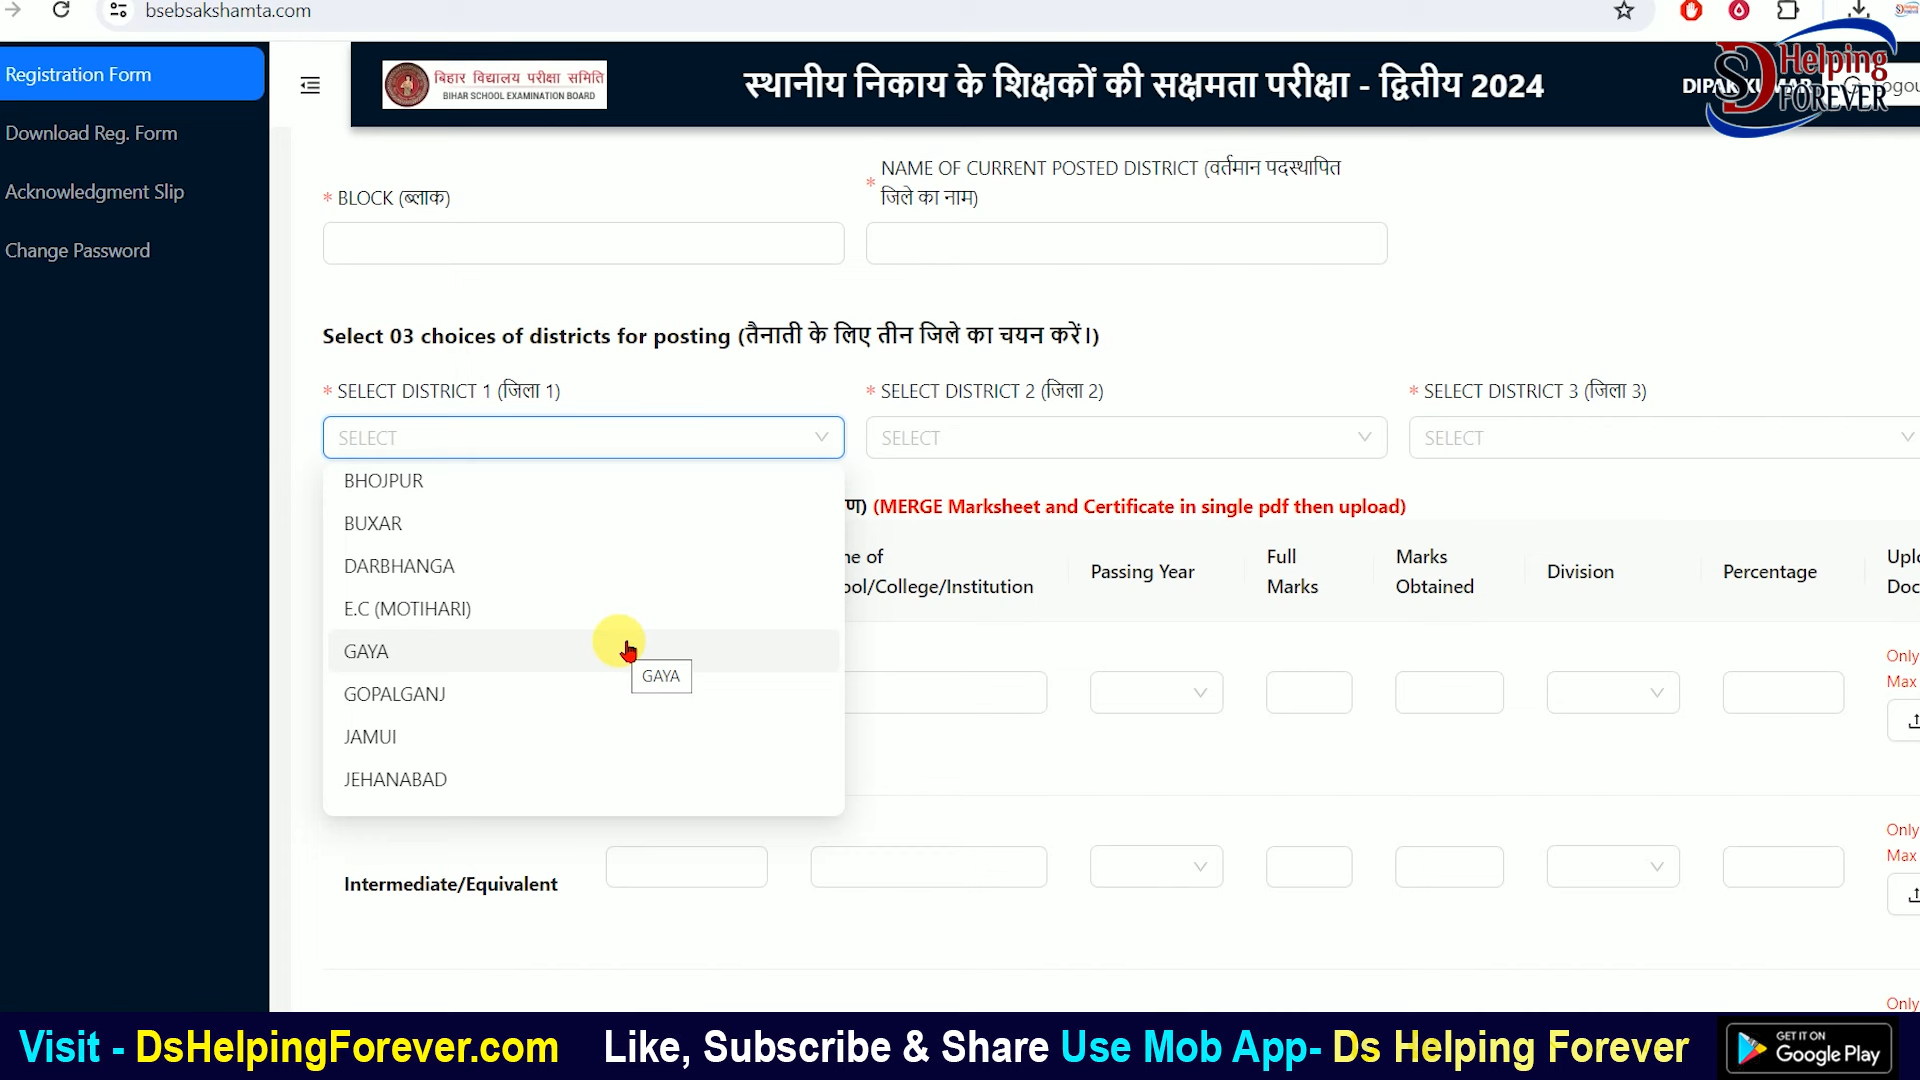 bsebsakshamta.com
SD Helping FOREVER
Registration Form
Download Reg. Form
Acknowledgment Slip
Change Password
बिहार विद्यालय परीक्षा समिति
BIHAR SCHOOL EXAMINATION BOARD
स्थानीय निकाय के शिक्षकों की सक्षमता परीक्षा - द्वितीय 2024
* BLOCK (ब्लाक)
* NAME OF CURRENT POSTED DISTRICT (वर्तमान पदस्थापित
जिले का नाम)
Select 03 choices of districts for posting (तैनाती के लिए तीन जिले का चयन करें।)
* SELECT DISTRICT 1 (जिला 1)
* SELECT DISTRICT 2 (जिला 2)
* SELECT DISTRICT 3 (जिला 3)
SELECT
SELECT
SELECT
BHOJPUR
BUXAR
DARBHANGA
E.C (MOTIHARI)
GAYA
GAYA
GOPALGANJ
JAMUI
JEHANABAD
(MERGE Marksheet and Certificate in single pdf then upload)
ool/College/Institution
Passing Year
Full
Marks
Marks
Obtained
Division
Percentage
Only
Max
Intermediate/Equivalent
Only
Max
Only
Visit - DsHelpingForever.com
Like, Subscribe & Share Use Mob App- Ds Helping Forever
GET IT ON
Google Play